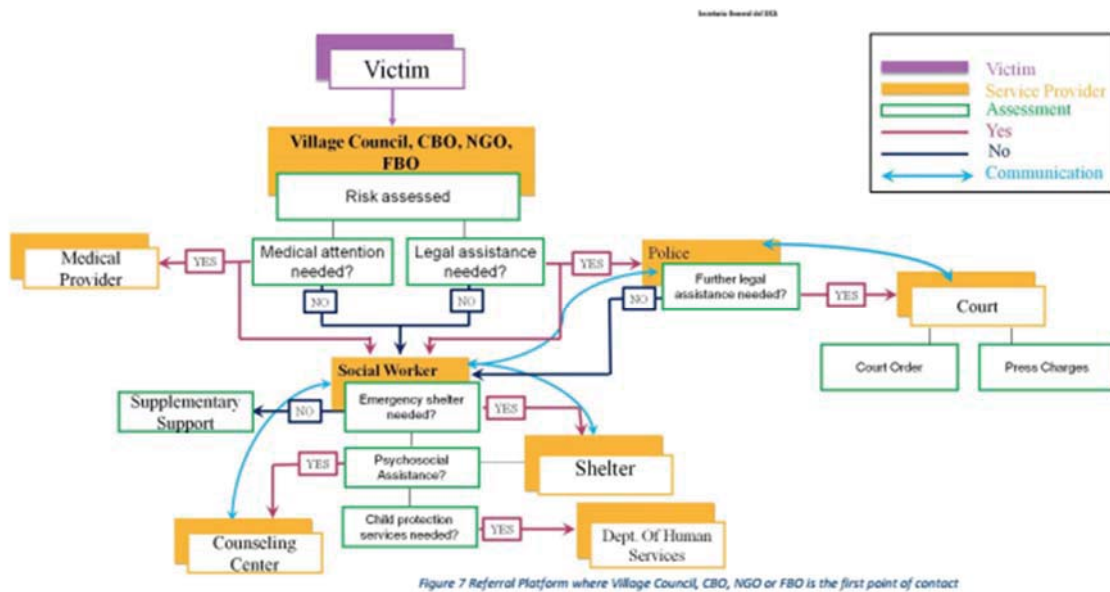 Secretaria General del SICA
Victim
Victim
Service Provider
Assessment
Yes
No
Communication
Village Council, CBO, NGO,
FBO
Risk assessed
Medical attention
needed?
Legal assistance
needed?
YES
Medical
Provider
YES
Police
Further legal
assistance needed?
YES
Court
NO
NO
NO
Court Order
Press Charges
Social Worker
Emergency shelter
needed?
NO
Supplementary
Support
YES
Shelter
Psychosocial
Assistance?
YES
Counseling
Center
Child protection
services needed?
YES
Dept. Of Human
Services
Figure 7 Referral Platform where Village Council, CBO, NGO or FBO is the first point of contact